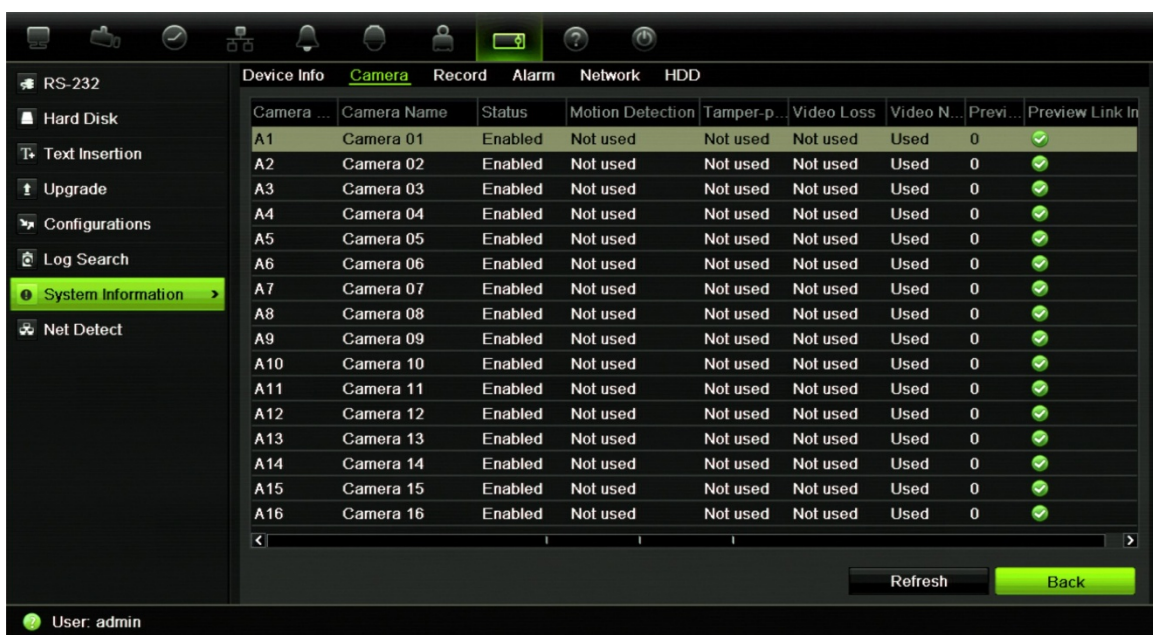 Device Info Camera Record Alarm Network HDD
RS-232
Hard Disk
Text Insertion
Upgrade
Configurations
Log Search
System Information
Net Detect
Camera ... Camera Name Status Motion Detection Tamper-p... Video Loss Video N... Previ... Preview Link In
A1 Camera 01 Enabled Not used Not used Not used Used 0
A2 Camera 02 Enabled Not used Not used Not used Used 0
A3 Camera 03 Enabled Not used Not used Not used Used 0
A4 Camera 04 Enabled Not used Not used Not used Used 0
A5 Camera 05 Enabled Not used Not used Not used Used 0
A6 Camera 06 Enabled Not used Not used Not used Used 0
A7 Camera 07 Enabled Not used Not used Not used Used 0
A8 Camera 08 Enabled Not used Not used Not used Used 0
A9 Camera 09 Enabled Not used Not used Not used Used 0
A10 Camera 10 Enabled Not used Not used Not used Used 0
A11 Camera 11 Enabled Not used Not used Not used Used 0
A12 Camera 12 Enabled Not used Not used Not used Used 0
A13 Camera 13 Enabled Not used Not used Not used Used 0
A14 Camera 14 Enabled Not used Not used Not used Used 0
A15 Camera 15 Enabled Not used Not used Not used Used 0
A16 Camera 16 Enabled Not used Not used Not used Used 0
Refresh Back
User: admin